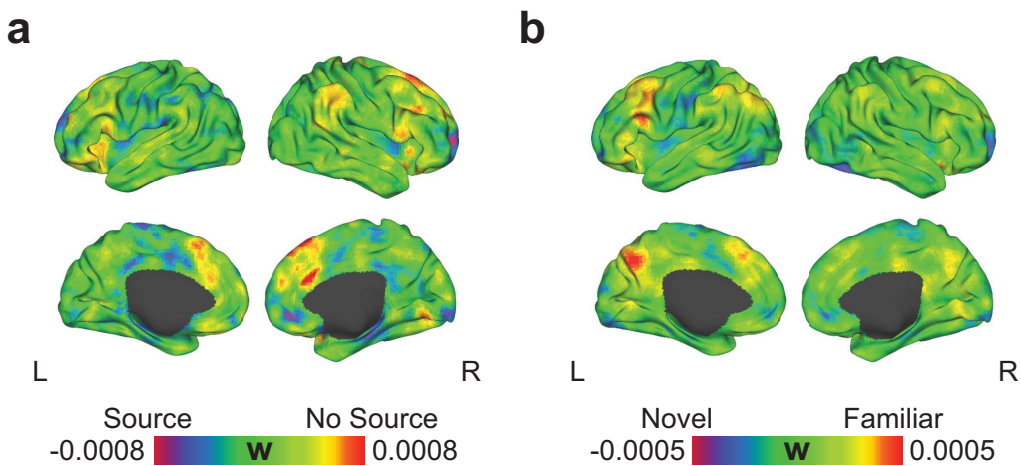 a
b
L
R
L
R
Source
No Source
-0.0008
w
0.0008
Novel
Familiar
-0.0005
w
0.0005